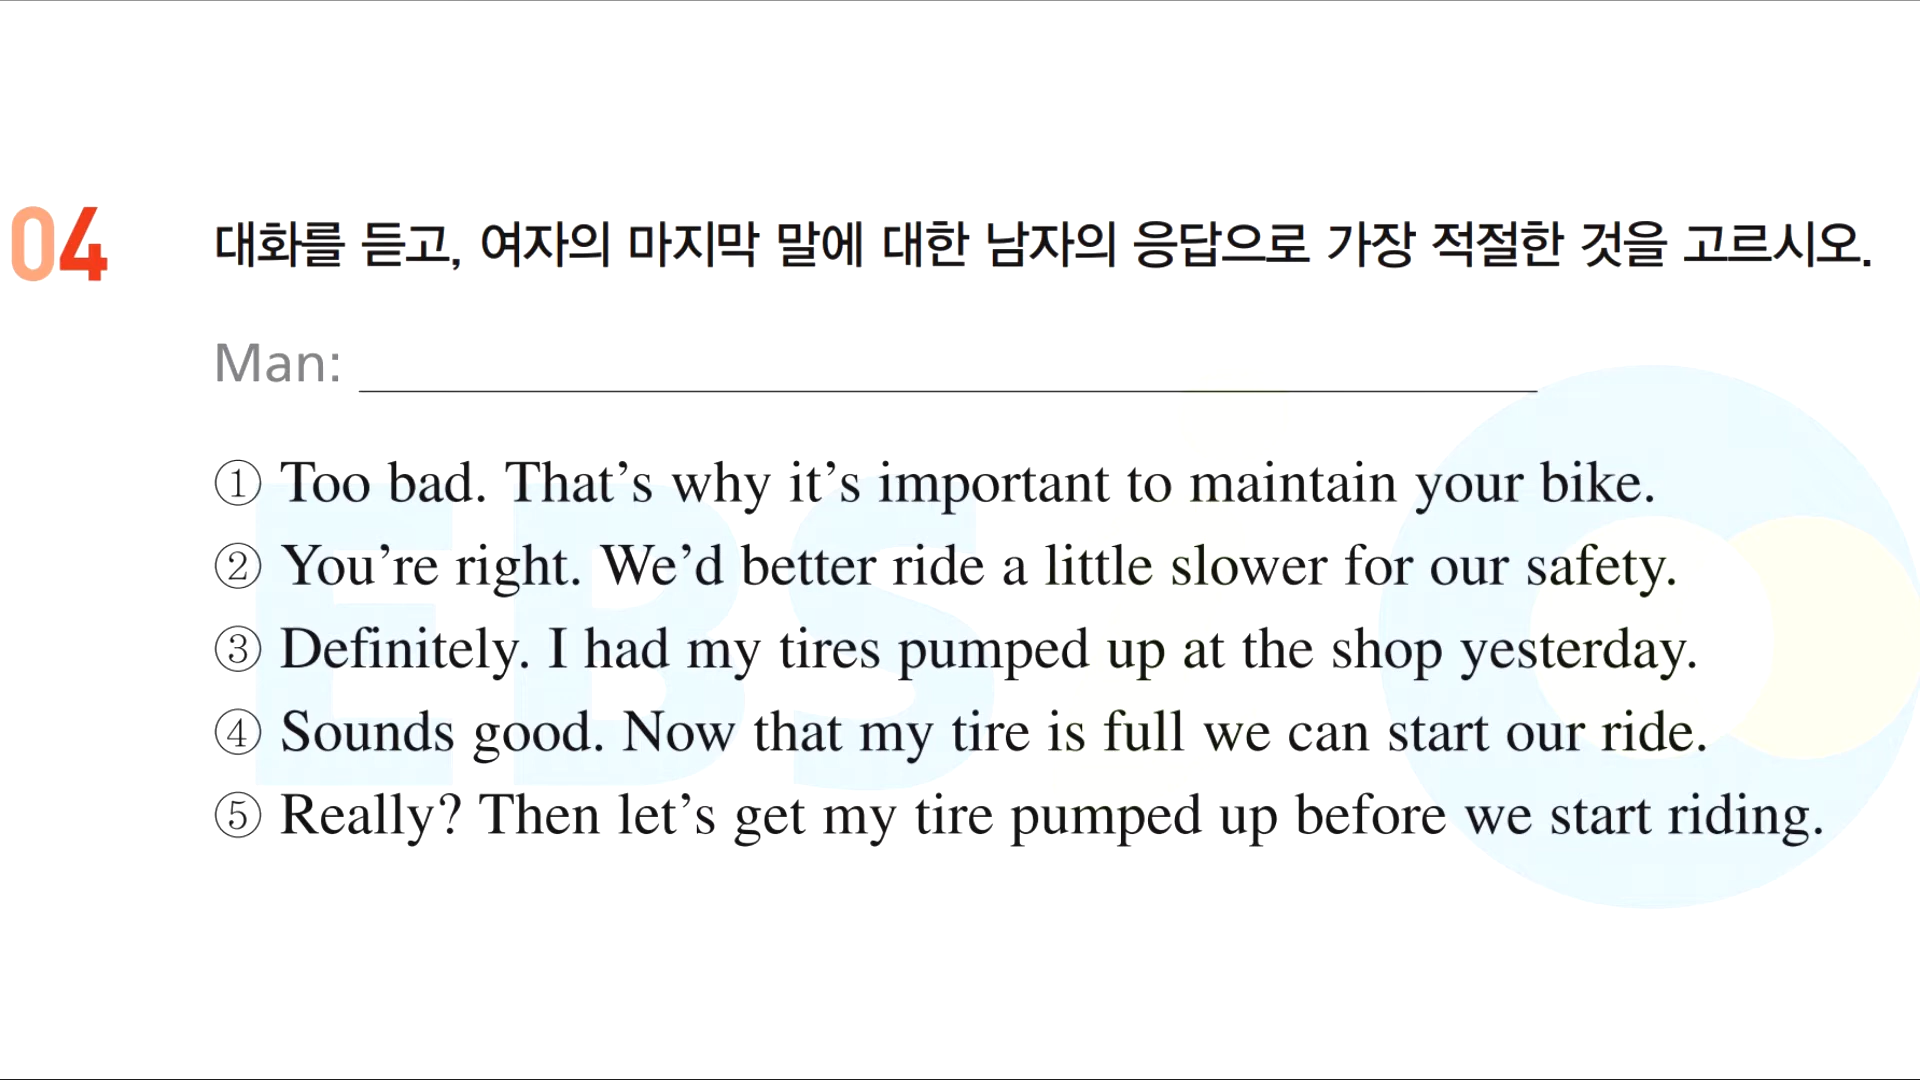 04 대화를 듣고, 여자의 마지막 말에 대한 남자의 응답으로 가장 적절한 것을 고르시오.
Man:
① Too bad. That’s why it’s important to maintain your bike.
② You’re right. We’d better ride a little slower for our safety.
③ Definitely. I had my tires pumped up at the shop yesterday.
④ Sounds good. Now that my tire is full we can start our ride.
⑤ Really? Then let’s get my tire pumped up before we start riding.
EBS